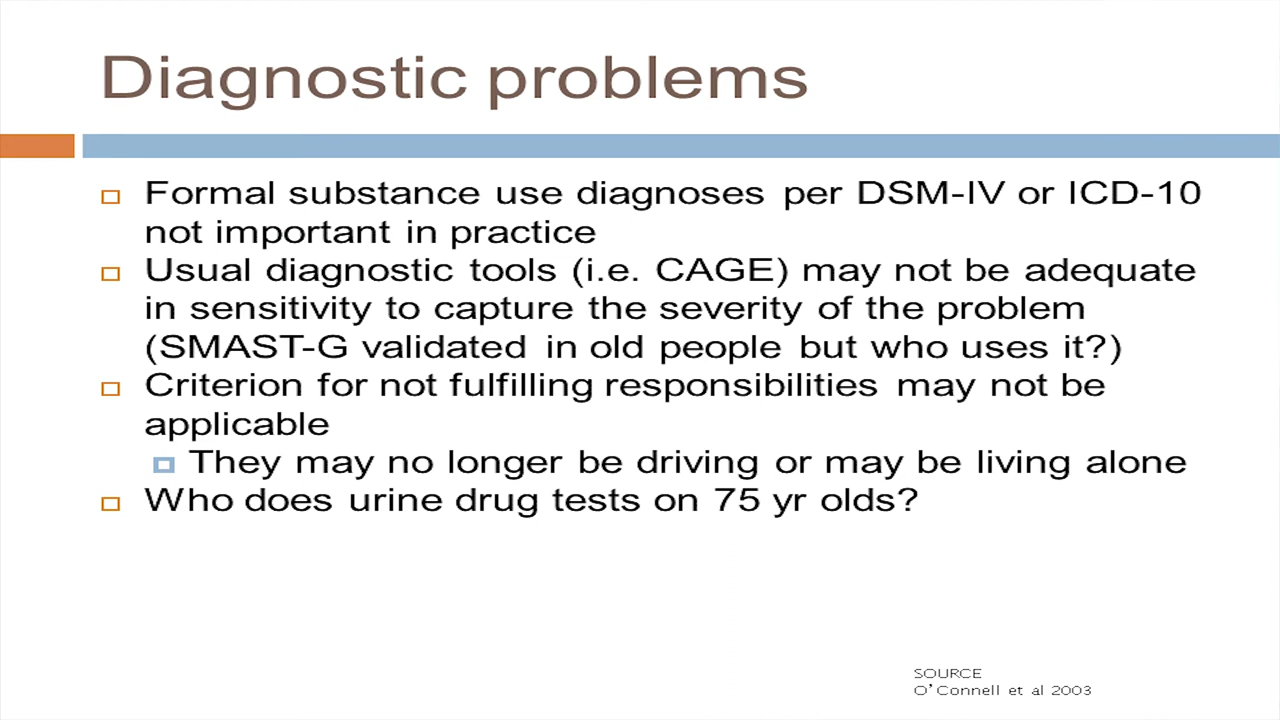 Diagnostic problems
Formal substance use diagnoses per DSM-IV or ICD-10
not important in practice
Usual diagnostic tools (i.e. CAGE) may not be adequate
in sensitivity to capture the severity of the problem
(SMAST-G validated in old people but who uses it?)
Criterion for not fulfilling responsibilities may not be
applicable
They may no longer be driving or may be living alone
Who does urine drug tests on 75 yr olds?
SOURCE
O'Connell et al 2003